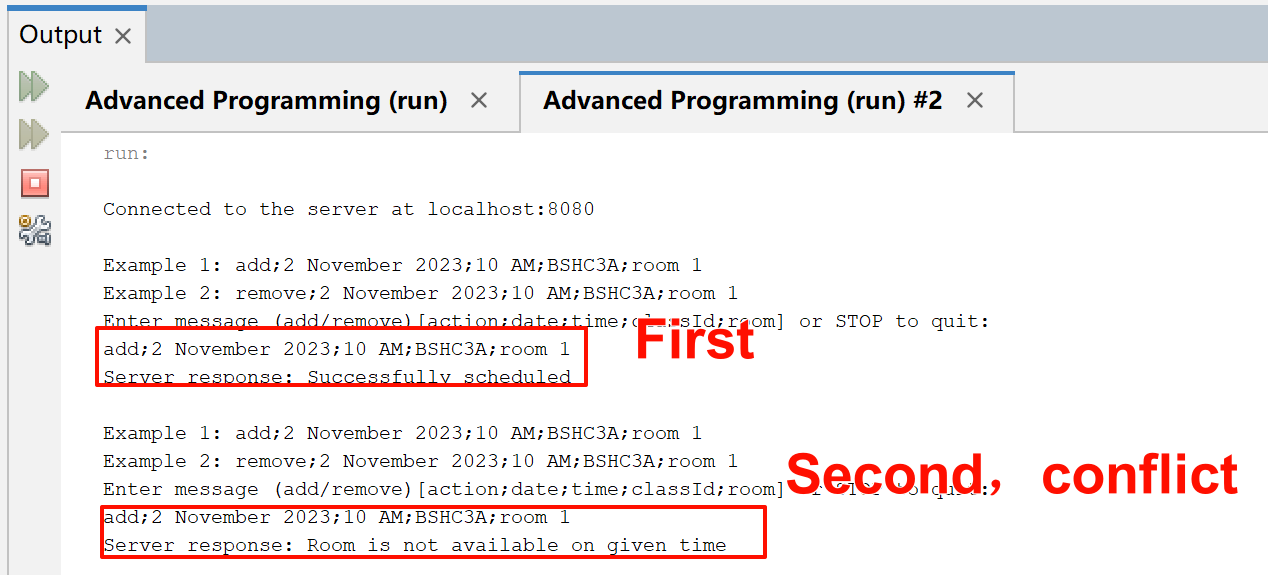 Output
Advanced Programming (run)
Advanced Programming (run) #2
run:
Connected to the server at localhost:8080
Example 1: add;2 November 2023;10 AM;BSHC3A;room 1
Example 2: remove;2 November 2023;10 AM;BSHC3A;room 1
Enter message (add/remove)[action;date;time;classId;room] or STOP to quit:
First
add;2 November 2023;10 AM;BSHC3A;room 1
Server response: Successfully scheduled
Example 1: add;2 November 2023;10 AM;BSHC3A;room 1
Example 2: remove;2 November 2023;10 AM;BSHC3A;room 1
Second，conflict
Enter message (add/remove)[action;date;time;classId;room] or STOP to quit:
add;2 November 2023;10 AM;BSHC3A;room 1
Server response: Room is not available on given time